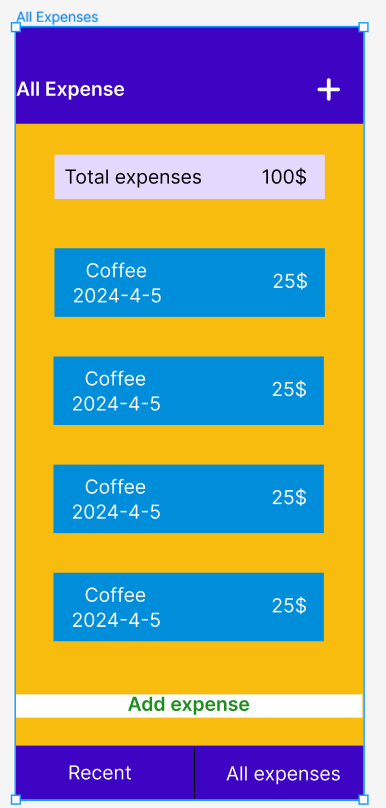 All Expenses
All Expense +
Total expenses 100$
Coffee
2024-4-5
25$
Coffee
2024-4-5
25$
Coffee
2024-4-5
25$
Coffee
2024-4-5
25$
Add expense
Recent All expenses